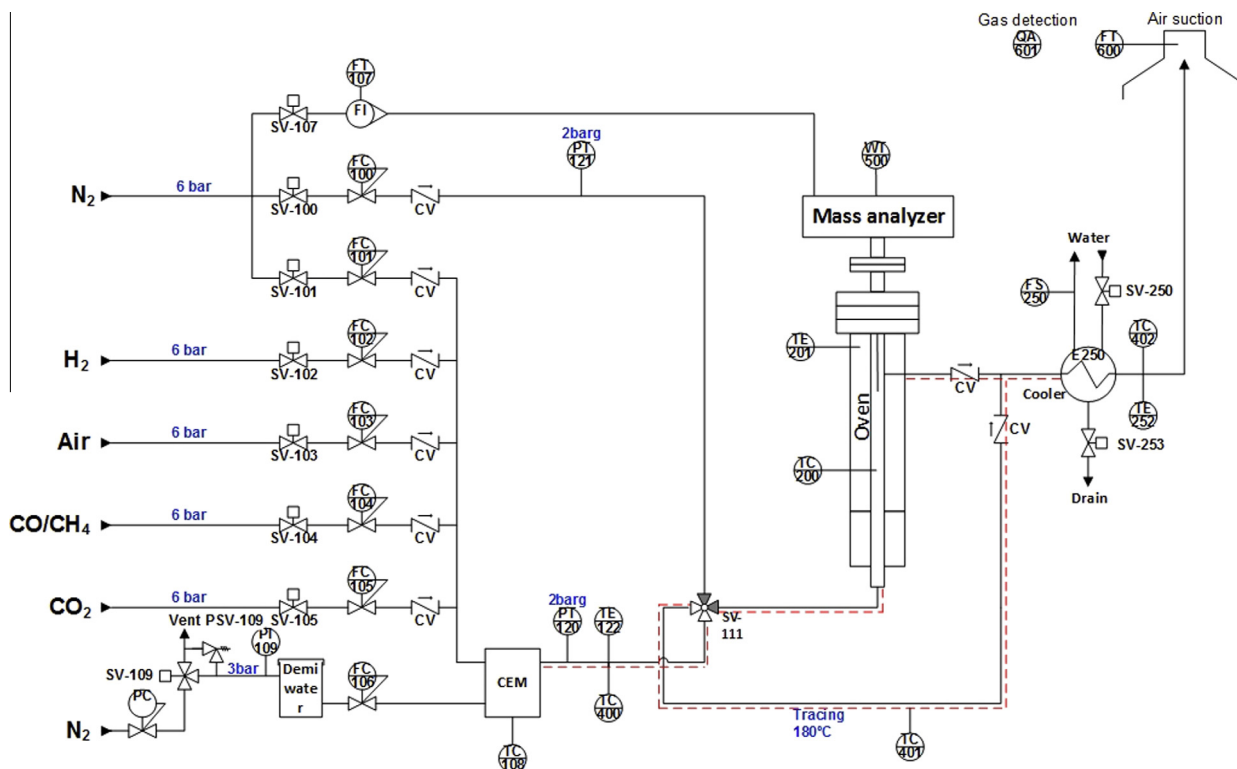 Gas detection
Air suction
QA
601
FT
600
FT
107
FI
SV-107
2barg
PT
121
WT
500
N2
6 bar
FC
100
SV-100
CV
Mass analyzer
FC
101
SV-101
CV
Water
FS
250
SV-250
H2
6 bar
FC
102
SV-102
CV
TE
201
E250
TC
402
Cooler
CV
TE
252
Air
6 bar
FC
103
SV-103
CV
Oven
CV
SV-253
TC
200
Drain
CO/CH4
6 bar
FC
104
SV-104
CV
CO2
6 bar
FC
105
SV-105
CV
Vent PSV-109
2barg
PT
120
TE
122
SV-
111
PI
109
SV-109
3bar
Demi
wate
r
FC
106
CEM
TC
400
PC
N2
TC
108
Tracing
180°C
TC
401